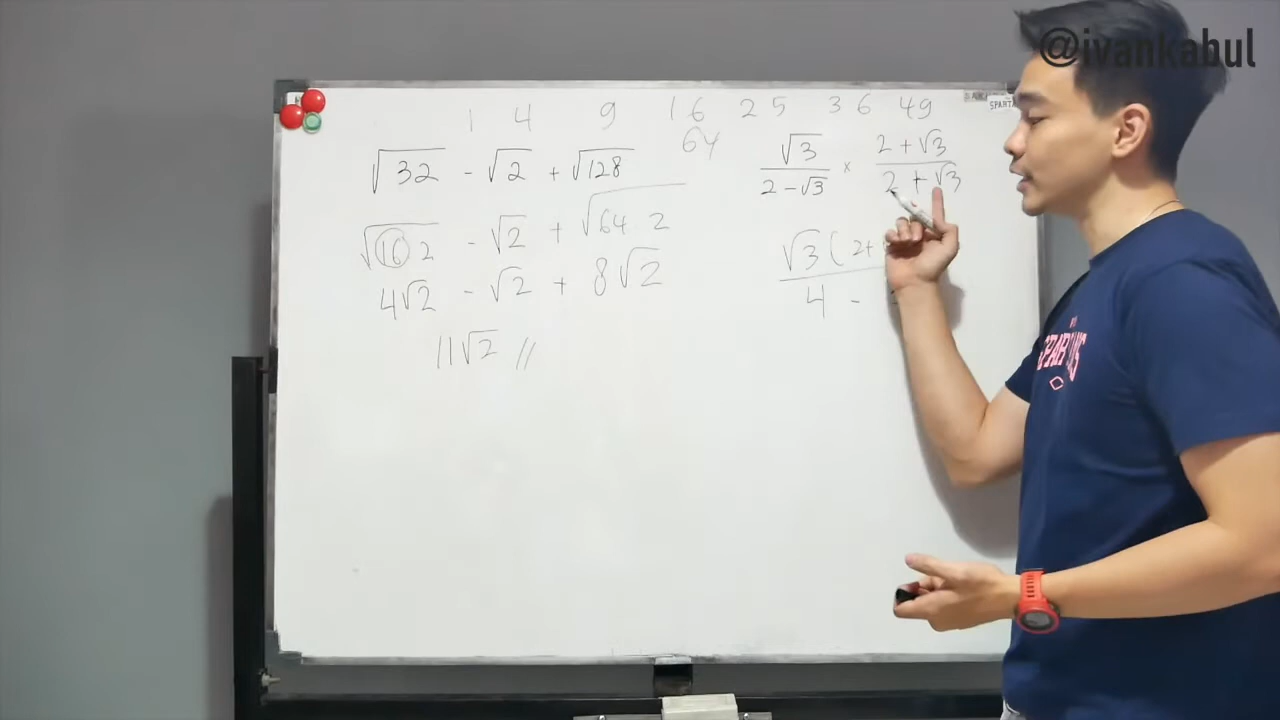 @ivankabul
1 4 9 16 25 36 49
64
√32 - √2 + √128
√16 2 - √2 + √64 2
4√2 - √2 + 8√2
11√2 //
√3 / 2-√3 × 2+√3 / 2+√3
√3(2+
4 -
SPARTA